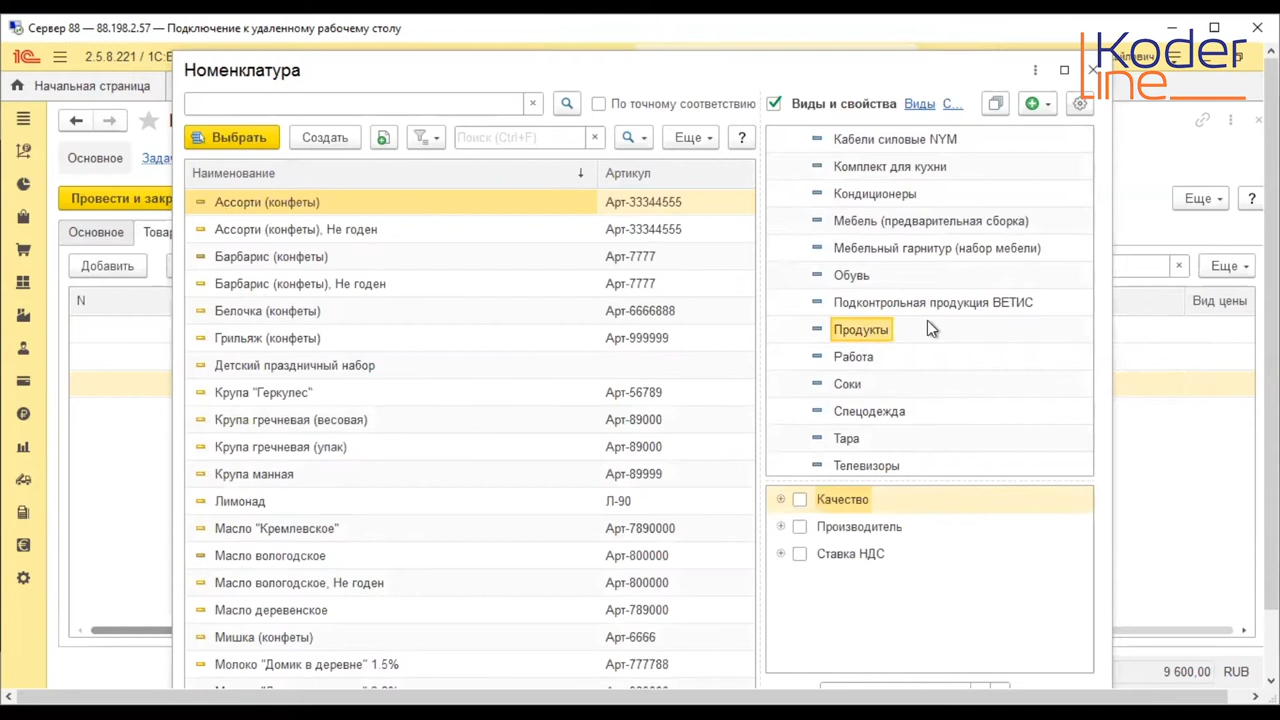 Сервер 88 — 88.198.2.57 — Подключение к удаленному рабочему столу
Koder
Line
1С
2.5.8.221 / 1С:
Начальная страница
Номенклатура
По точному соответствию
Виды и свойства Виды С...
Выбрать Создать Поиск (Ctrl+F) Еще ?
Основное
Провести и закр
Еще ?
Основное
Добавить
Еще
N
Вид цены
Наименование Артикул
Ассорти (конфеты) Арт-33344555
Ассорти (конфеты), Не годен Арт-33344555
Барбарис (конфеты) Арт-7777
Барбарис (конфеты), Не годен Арт-7777
Белочка (конфеты) Арт-6666888
Грильяж (конфеты) Арт-999999
Детский праздничный набор
Крупа "Геркулес" Арт-56789
Крупа гречневая (весовая) Арт-89000
Крупа гречневая (упак) Арт-89000
Крупа манная Арт-89999
Лимонад Л-90
Масло "Кремлевское" Арт-7890000
Масло вологодское Арт-800000
Масло вологодское, Не годен Арт-800000
Масло деревенское Арт-789000
Мишка (конфеты) Арт-6666
Молоко "Домик в деревне" 1.5% Арт-777788
Кабели силовые NYM
Комплект для кухни
Кондиционеры
Мебель (предварительная сборка)
Мебельный гарнитур (набор мебели)
Обувь
Подконтрольная продукция ВЕТИС
Продукты
Работа
Соки
Спецодежда
Тара
Телевизоры
Качество
Производитель
Ставка НДС
9 600,00 RUB